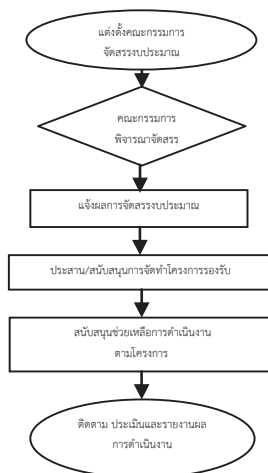 แต่งตั้งคณะกรรมการ
จัดสรรงบประมาณ
คณะกรรมการ
พิจารณาจัดสรร
แจ้งผลการจัดสรรงบประมาณ
ประสาน/สนับสนุนการจัดทำโครงการรองรับ
สนับสนุนช่วยเหลือการดำเนินงาน
ตามโครงการ
ติดตาม ประเมินและรายงานผล
การดำเนินงาน